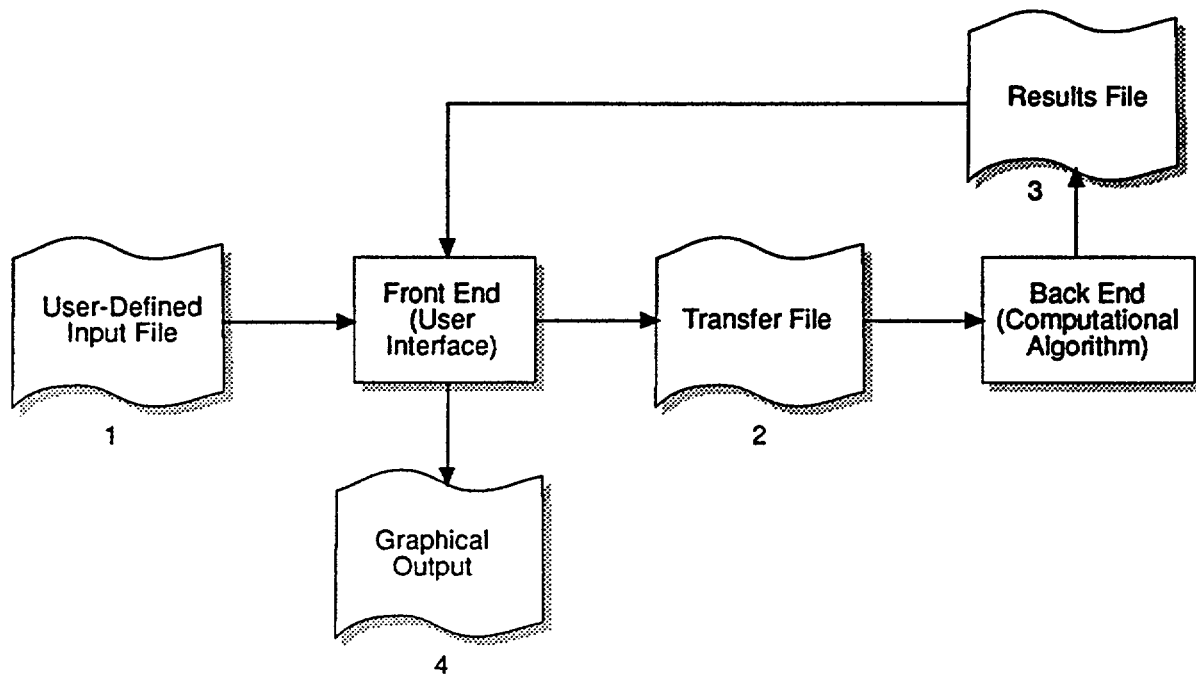 Results File
3
User-Defined
Input File
1
Front End
(User
Interface)
Transfer File
2
Back End
(Computational
Algorithm)
Graphical
Output
4